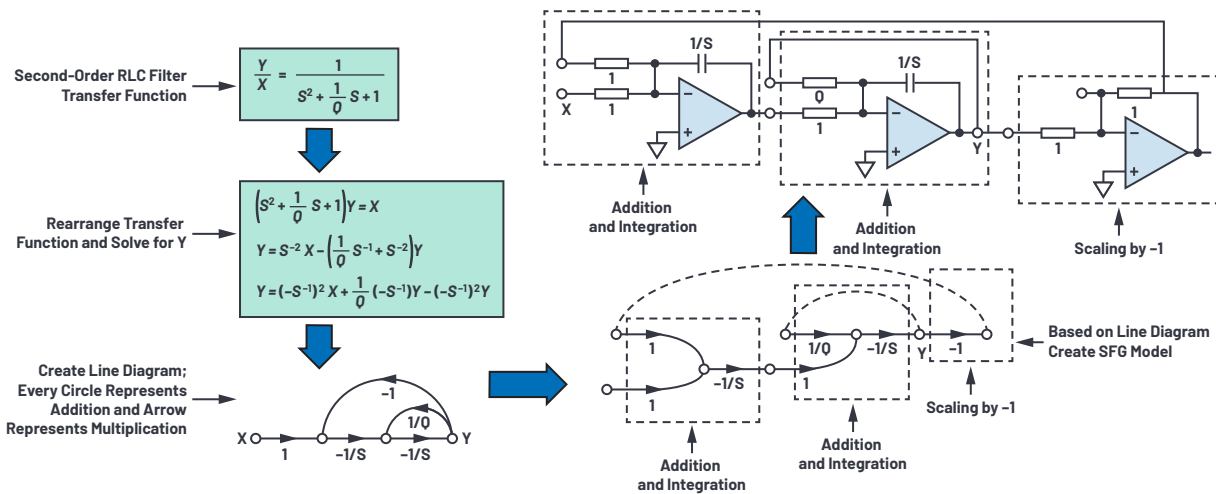 Second-Order RLC Filter
Transfer Function
Y/X = 1/(S² + 1/Q S + 1)
Rearrange Transfer
Function and Solve for Y
(S² + 1/Q S + 1)Y = X
Y = S⁻² X – (1/Q S⁻¹ + S⁻²)Y
Y = (–S⁻¹)² X + 1/Q (–S⁻¹)Y – (–S⁻¹)² Y
Create Line Diagram;
Every Circle Represents
Addition and Arrow
Represents Multiplication
–1
1/Q
X
Y
1
–1/S
–1/S
1/S
1
X
1
–
+
1/S
Q
1
–
+
Y
1
1
–
+
Addition
and Integration
Addition
and Integration
Scaling by –1
1
1
–1/S
1/Q
–1/S
Y
–1
1
Based on Line Diagram
Create SFG Model
Scaling by –1
Addition
and Integration
Addition
and Integration